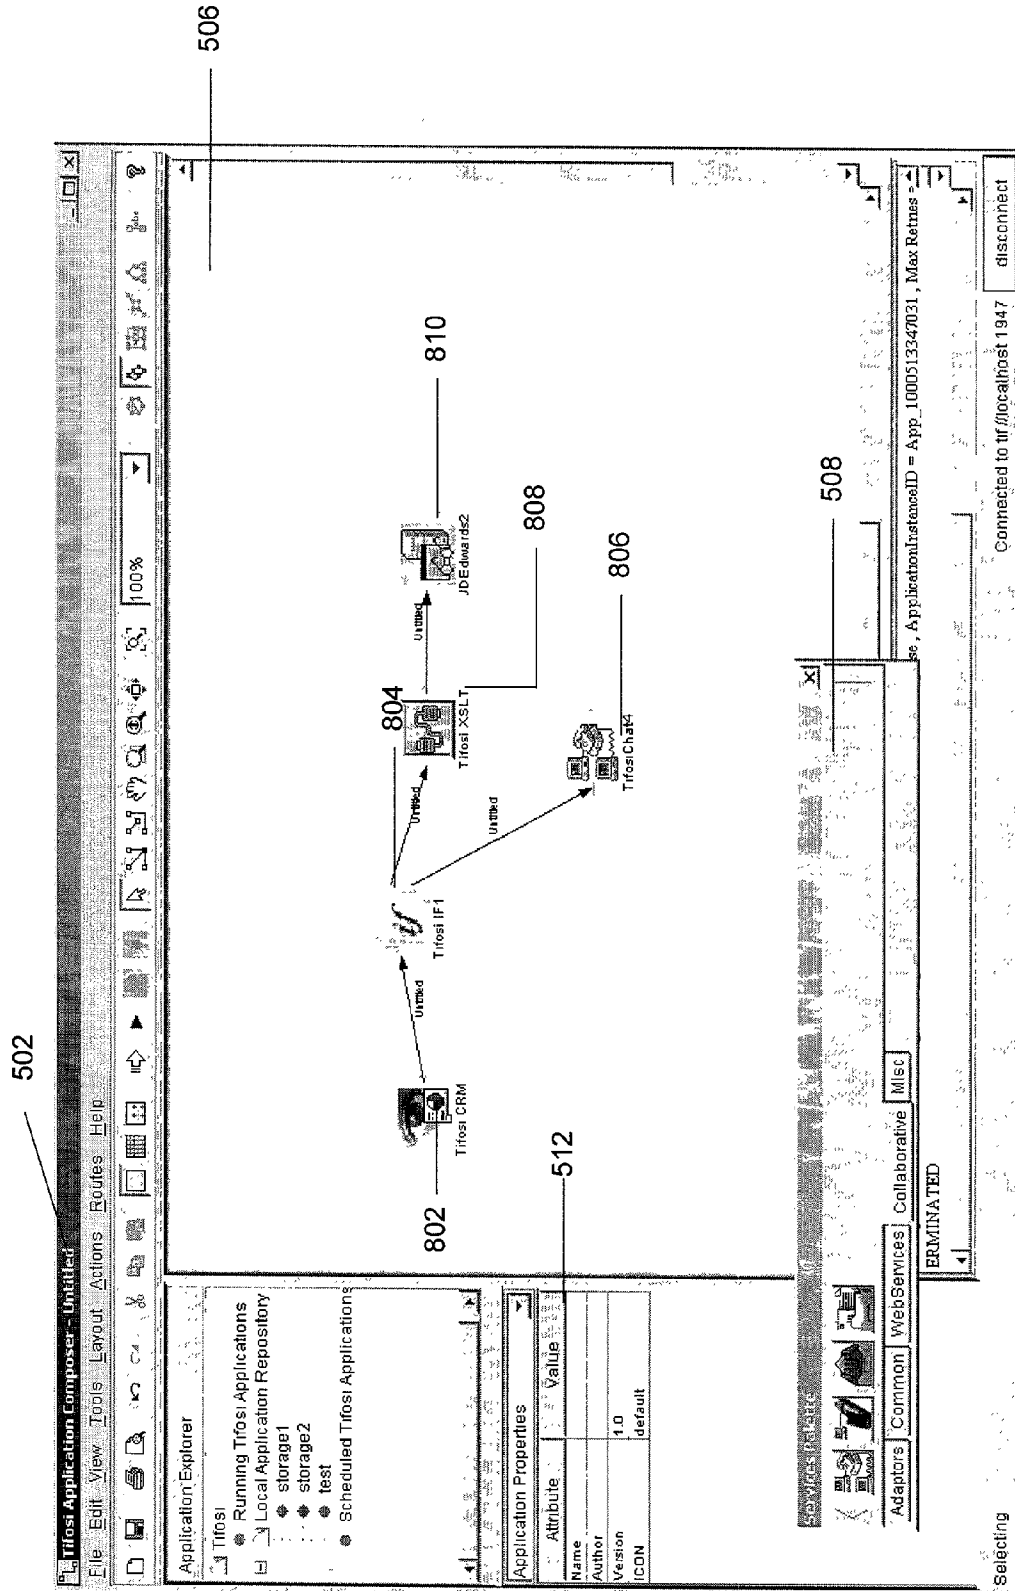 502
Tifosi Application Composer - Untitled
File Edit View Tools Layout Actions Routes Help
100%
506
Application Explorer
Tifosi
Running Tifosi Applications
Local Application Repository
storage1
storage2
test
Scheduled Tifosi Applications
Application Properties
Attribute Value
Name
Author
Version 1.0
ICON default
512
802
Tifosi CRM
Untitled
Tifosi IF1
804
Untitled
Tifosi XSLT
808
Untitled
JDEdwards2
810
Untitled
TifosiChat4
806
Services Palette
508
Adaptors Common WebServices Collaborative Misc
se , ApplicationInstanceID = App_1000513347031 , Max Retries =
ERMINATED
Selecting
Connected to tif //localhost 1947
disconnect